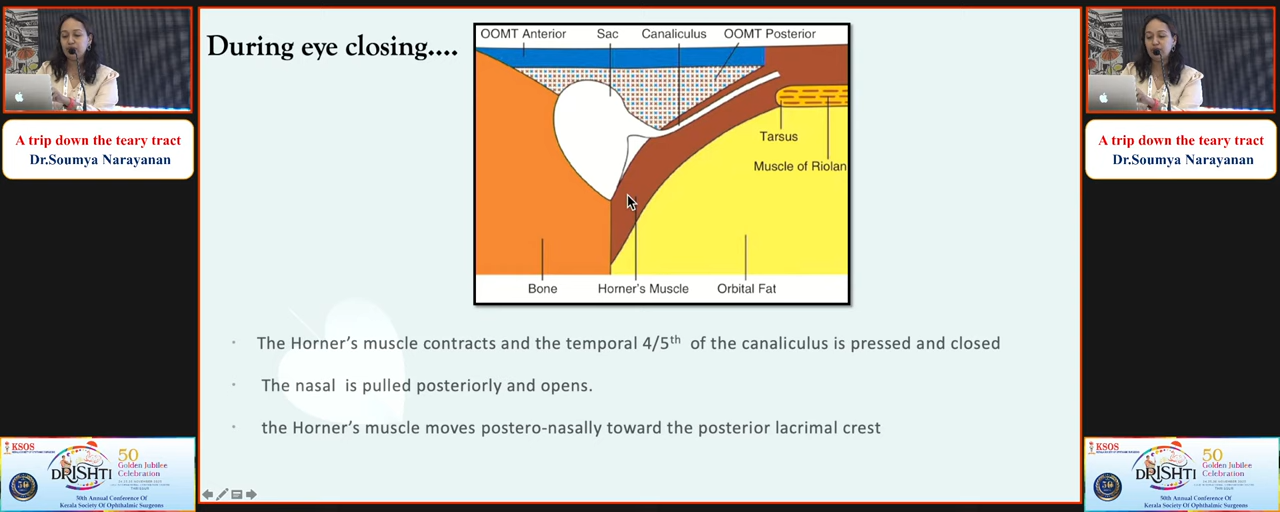 During eye closing....
OOMT Anterior
Sac
Canaliculus
OOMT Posterior
Tarsus
Muscle of Riolan
Bone
Horner's Muscle
Orbital Fat
· The Horner's muscle contracts and the temporal 4/5th of the canaliculus is pressed and closed
· The nasal is pulled posteriorly and opens.
· the Horner's muscle moves postero-nasally toward the posterior lacrimal crest
A trip down the teary tract
Dr.Soumya Narayanan
KSOS
DRISHTI
50
Golden Jubilee
Celebration
50th Annual Conference Of
Kerala Society Of Ophthalmic Surgeons
A trip down the teary tract
Dr.Soumya Narayanan
KSOS
DRISHTI
50
Golden Jubilee
Celebration
50th Annual Conference Of
Kerala Society Of Ophthalmic Surgeons